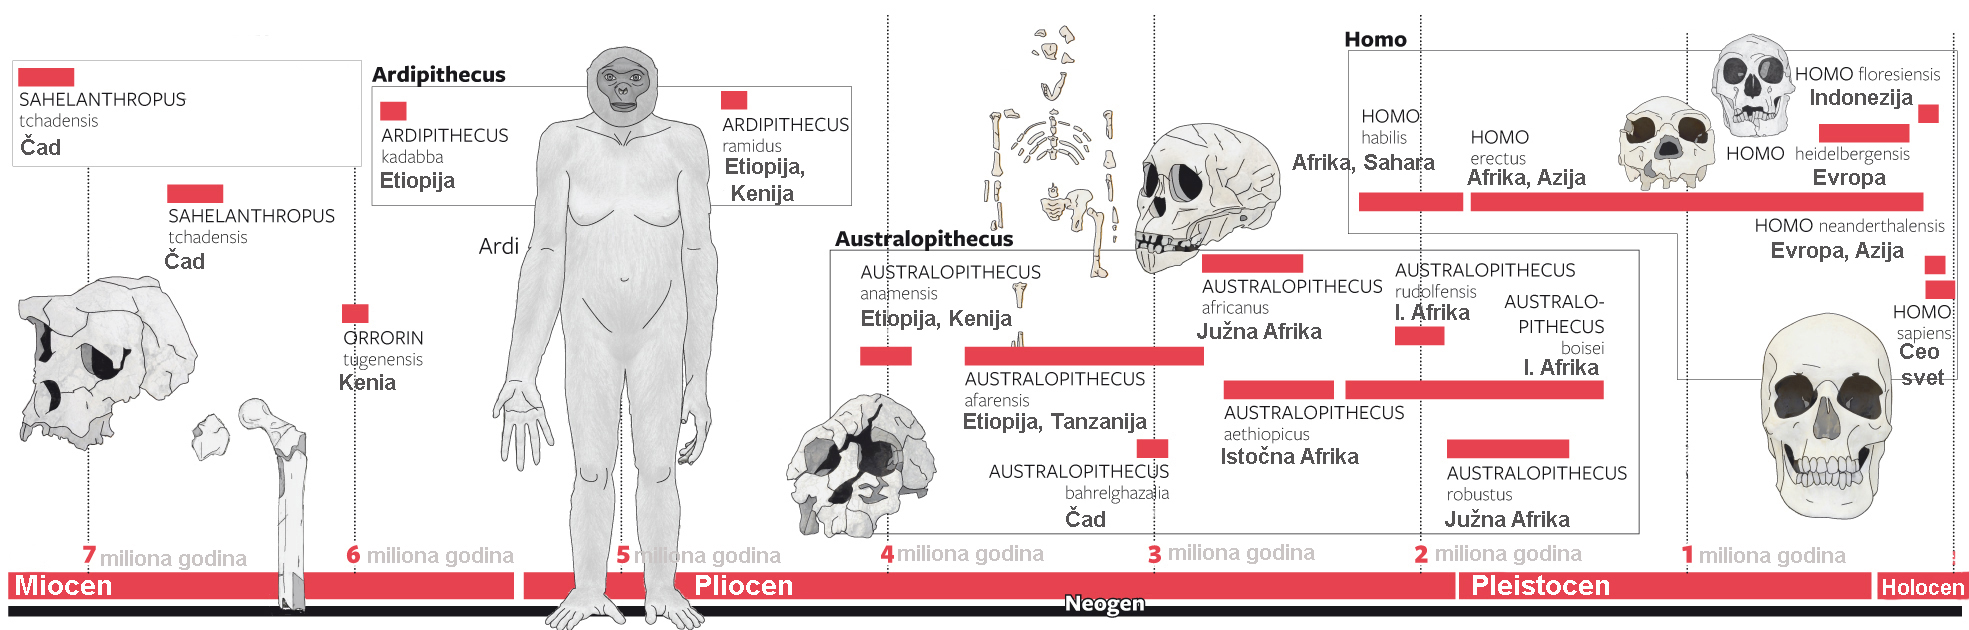 SAHELANTHROPUS
tchadensis
Čad
SAHELANTHROPUS
tchadensis
Čad
ORRORIN
tugenensis
Kenia
Ardipithecus
ARDIPITHECUS
kadabba
Etiopija
ARDIPITHECUS
ramidus
Etiopija,
Kenija
Ardi
Australopithecus
AUSTRALOPITHECUS
anamensis
Etiopija, Kenija
AUSTRALOPITHECUS
afarensis
Etiopija, Tanzanija
AUSTRALOPITHECUS
bahrelghazalia
Čad
AUSTRALOPITHECUS
africanus
Južna Afrika
AUSTRALOPITHECUS
aethiopicus
Istočna Afrika
AUSTRALOPITHECUS
rudolfensis
I. Afrika
AUSTRALO-
PITHECUS
boisei
I. Afrika
AUSTRALOPITHECUS
robustus
Južna Afrika
Homo
HOMO
habilis
Afrika, Sahara
HOMO
erectus
Afrika, Azija
HOMO floresiensis
Indonezija
HOMO heidelbergensis
Evropa
HOMO neanderthalensis
Evropa, Azija
HOMO
sapiens
Ceo
svet
7 miliona godina
6 miliona godina
5 miliona godina
4 miliona godina
3 miliona godina
2 miliona godina
1 miliona godina
Miocen
Pliocen
Pleistocen
Holocen
Neogen